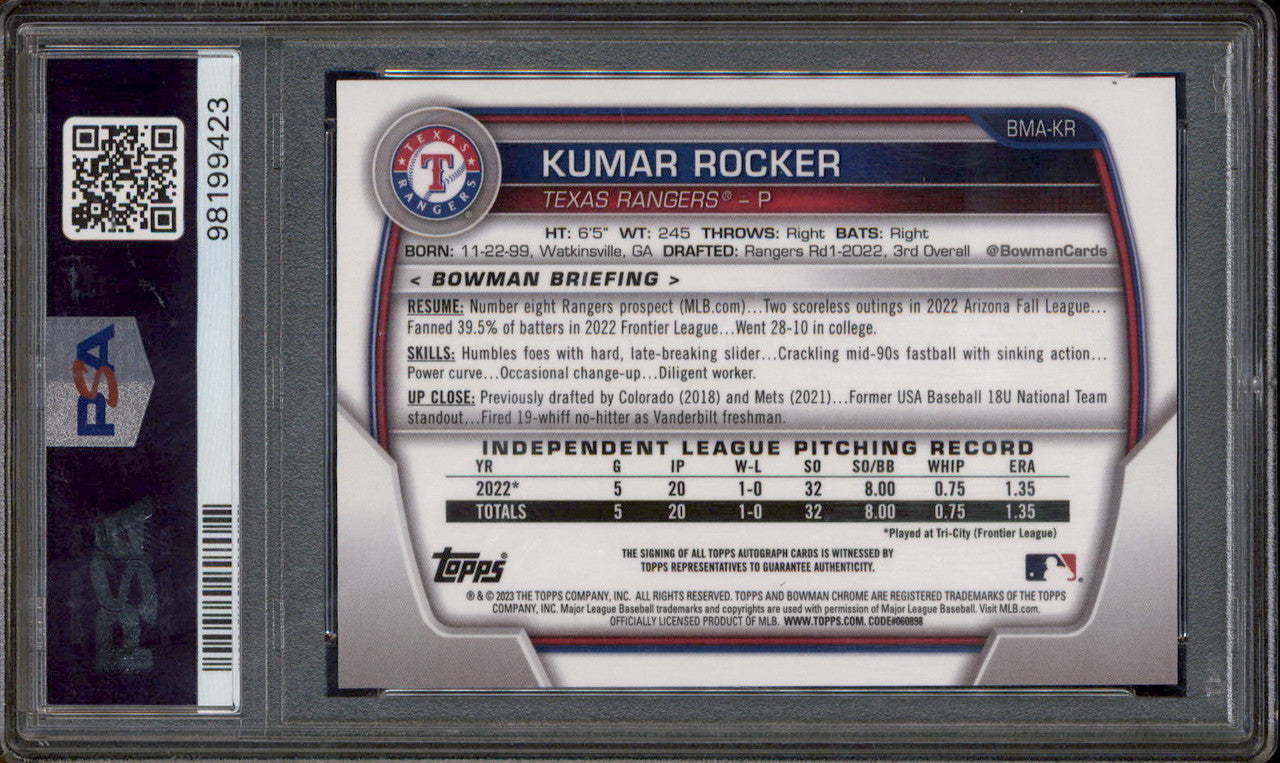 98199423
PSA
PSA
BMA-KR
TEXAS RANGERS
T
KUMAR ROCKER
TEXAS RANGERS® – P
HT: 6'5" WT: 245 THROWS: Right BATS: Right
BORN: 11-22-99, Watkinsville, GA DRAFTED: Rangers Rd1-2022, 3rd Overall @BowmanCards
< BOWMAN BRIEFING >
RESUME: Number eight Rangers prospect (MLB.com)...Two scoreless outings in 2022 Arizona Fall League...
Fanned 39.5% of batters in 2022 Frontier League...Went 28-10 in college.
SKILLS: Humbles foes with hard, late-breaking slider...Crackling mid-90s fastball with sinking action...
Power curve...Occasional change-up...Diligent worker.
UP CLOSE: Previously drafted by Colorado (2018) and Mets (2021)...Former USA Baseball 18U National Team
standout...Fired 19-whiff no-hitter as Vanderbilt freshman.
INDEPENDENT LEAGUE PITCHING RECORD
YR G IP W-L SO SO/BB WHIP ERA
2022* 5 20 1-0 32 8.00 0.75 1.35
TOTALS 5 20 1-0 32 8.00 0.75 1.35
*Played at Tri-City (Frontier League)
Topps®
THE SIGNING OF ALL TOPPS AUTOGRAPH CARDS IS WITNESSED BY
TOPPS REPRESENTATIVES TO GUARANTEE AUTHENTICITY.
® & © 2023 THE TOPPS COMPANY, INC. ALL RIGHTS RESERVED. TOPPS AND BOWMAN CHROME ARE REGISTERED TRADEMARKS OF THE TOPPS
COMPANY, INC. Major League Baseball trademarks and copyrights are used with permission of Major League Baseball. Visit MLB.com.
OFFICIALLY LICENSED PRODUCT OF MLB. WWW.TOPPS.COM. CODE#060898